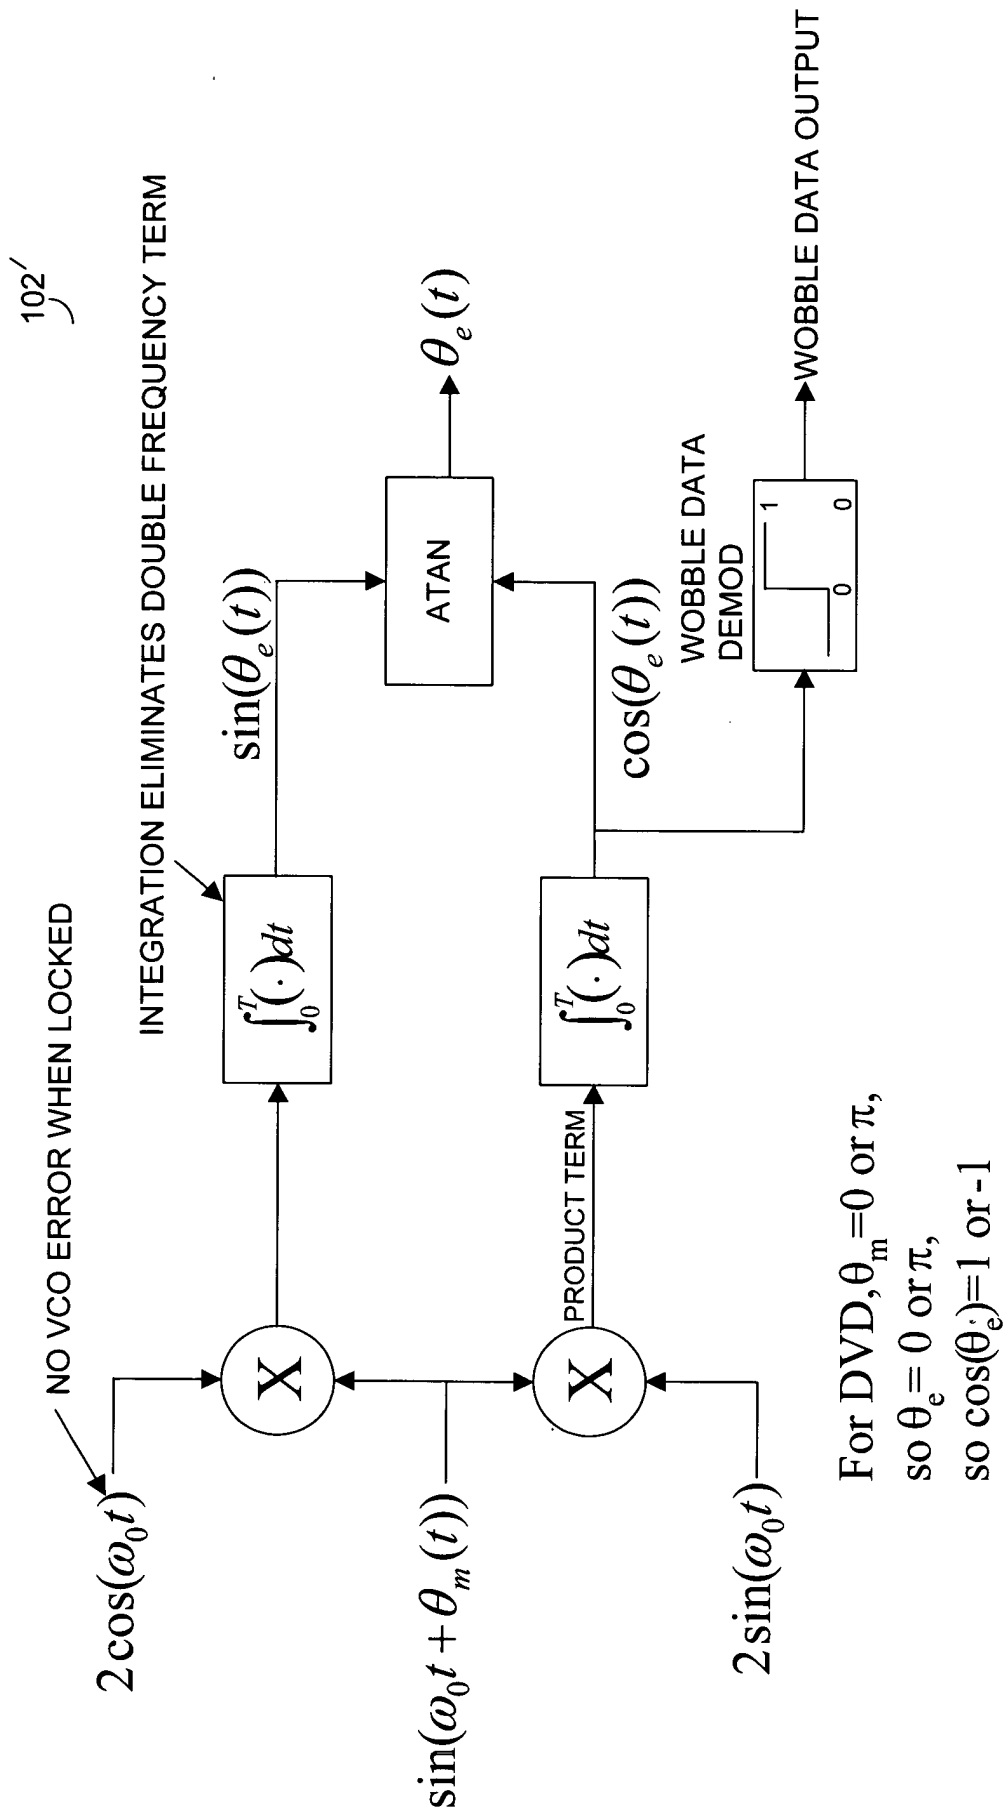 102′
NO VCO ERROR WHEN LOCKED
INTEGRATION ELIMINATES DOUBLE FREQUENCY TERM
2cos(ω₀t)
X
∫₀ᵀ(·)dt
sin(θₑ(t))
sin(ω₀t + θₘ(t))
ATAN
θₑ(t)
X
PRODUCT TERM
∫₀ᵀ(·)dt
cos(θₑ(t))
2sin(ω₀t)
WOBBLE DATA
DEMOD
1
0
0
WOBBLE DATA OUTPUT
For DVD,θₘ=0 or π,
so θₑ= 0 or π,
so cos(θₑ)=1 or -1